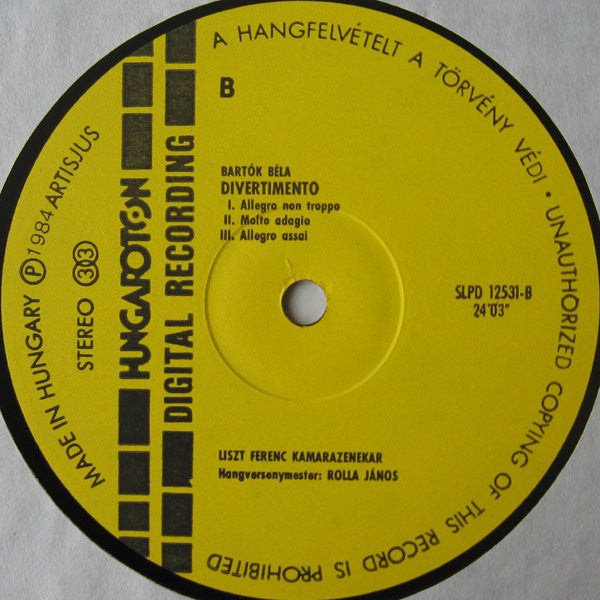 A HANGFELVÉTELT A TÖRVÉNY VÉDI · UNAUTHORIZED COPYING OF THIS RECORD IS PROHIBITED
MADE IN HUNGARY Ⓟ 1984 ARTISJUS
STEREO 33
HUNGAROTON
DIGITAL RECORDING
B
BARTÓK BÉLA
DIVERTIMENTO
I. Allegro non troppo
II. Molto adagio
III. Allegro assai
SLPD 12531-B
24'03"
LISZT FERENC KAMARAZENEKAR
Hangversenymester: ROLLA JÁNOS